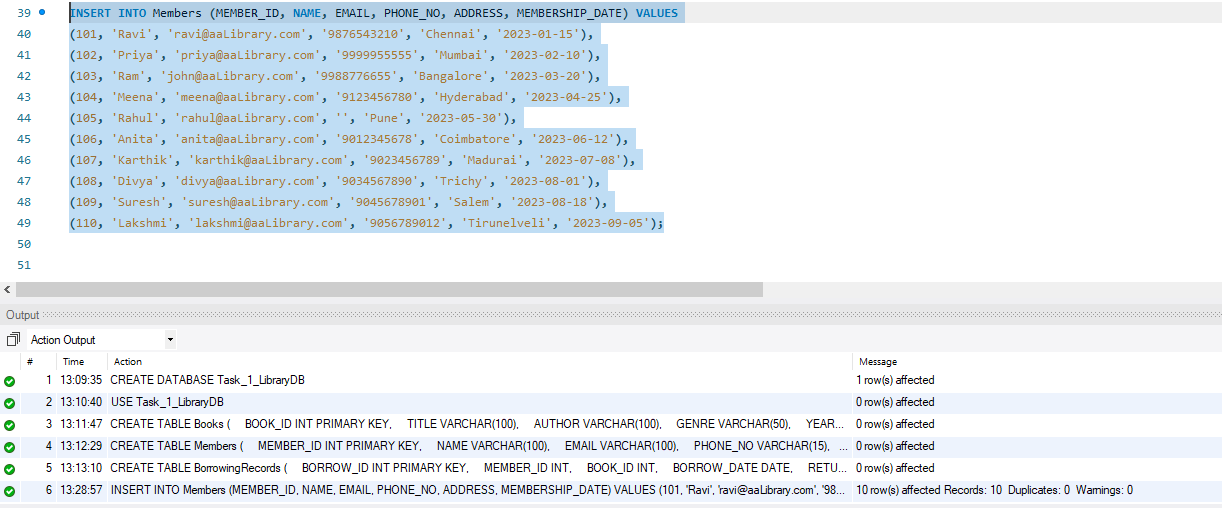 39 INSERT INTO Members (MEMBER_ID, NAME, EMAIL, PHONE_NO, ADDRESS, MEMBERSHIP_DATE) VALUES
40 (101, 'Ravi', 'ravi@aaLibrary.com', '9876543210', 'Chennai', '2023-01-15'),
41 (102, 'Priya', 'priya@aaLibrary.com', '9999955555', 'Mumbai', '2023-02-10'),
42 (103, 'Ram', 'john@aaLibrary.com', '9988776655', 'Bangalore', '2023-03-20'),
43 (104, 'Meena', 'meena@aaLibrary.com', '9123456780', 'Hyderabad', '2023-04-25'),
44 (105, 'Rahul', 'rahul@aaLibrary.com', '', 'Pune', '2023-05-30'),
45 (106, 'Anita', 'anita@aaLibrary.com', '9012345678', 'Coimbatore', '2023-06-12'),
46 (107, 'Karthik', 'karthik@aaLibrary.com', '9023456789', 'Madurai', '2023-07-08'),
47 (108, 'Divya', 'divya@aaLibrary.com', '9034567890', 'Trichy', '2023-08-01'),
48 (109, 'Suresh', 'suresh@aaLibrary.com', '9045678901', 'Salem', '2023-08-18'),
49 (110, 'Lakshmi', 'lakshmi@aaLibrary.com', '9056789012', 'Tirunelveli', '2023-09-05');
50
51
Output
Action Output
# Time Action Message
1 13:09:35 CREATE DATABASE Task_1_LibraryDB 1 row(s) affected
2 13:10:40 USE Task_1_LibraryDB 0 row(s) affected
3 13:11:47 CREATE TABLE Books ( BOOK_ID INT PRIMARY KEY, TITLE VARCHAR(100), AUTHOR VARCHAR(100), GENRE VARCHAR(50), YEAR... 0 row(s) affected
4 13:12:29 CREATE TABLE Members ( MEMBER_ID INT PRIMARY KEY, NAME VARCHAR(100), EMAIL VARCHAR(100), PHONE_NO VARCHAR(15), ... 0 row(s) affected
5 13:13:10 CREATE TABLE BorrowingRecords ( BORROW_ID INT PRIMARY KEY, MEMBER_ID INT, BOOK_ID INT, BORROW_DATE DATE, RETU... 0 row(s) affected
6 13:28:57 INSERT INTO Members (MEMBER_ID, NAME, EMAIL, PHONE_NO, ADDRESS, MEMBERSHIP_DATE) VALUES (101, 'Ravi', 'ravi@aaLibrary.com', '98... 10 row(s) affected Records: 10 Duplicates: 0 Warnings: 0